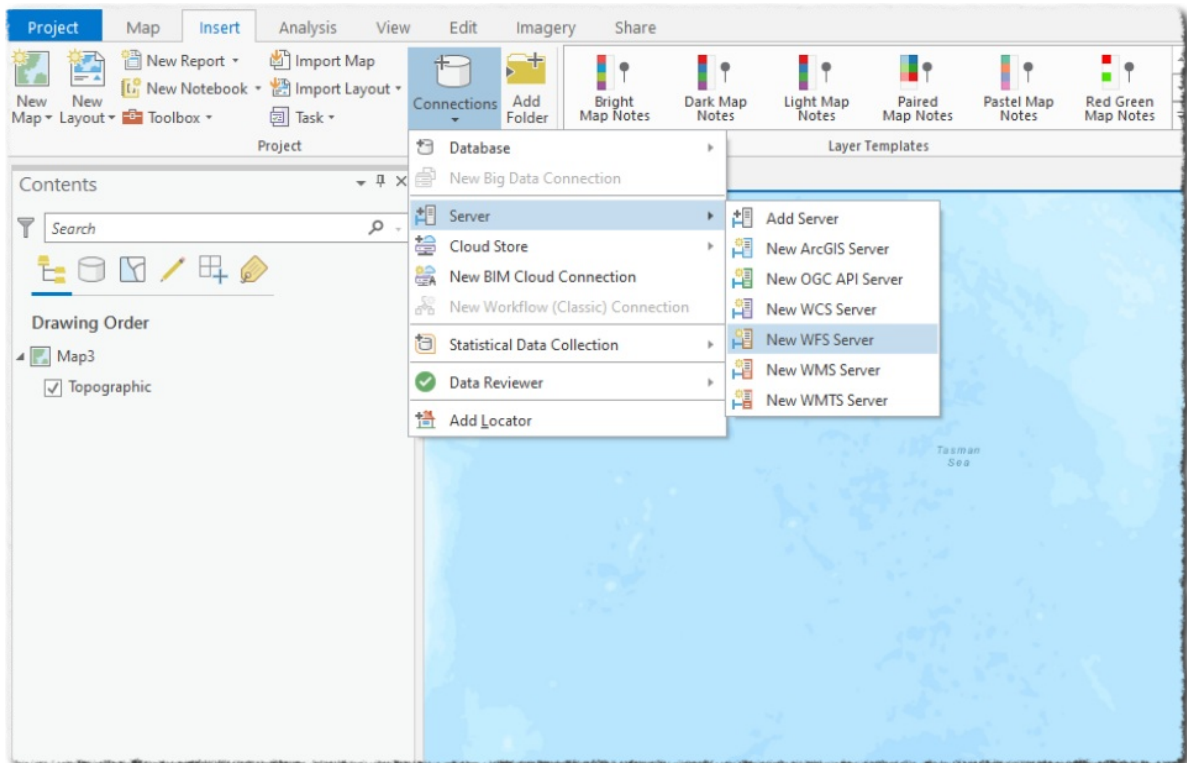 Project Map Insert Analysis View Edit Imagery Share
New Map
New Layout
New Report
New Notebook
Toolbox
Import Map
Import Layout
Task
Project
Connections
Add Folder
Bright Map Notes
Dark Map Notes
Light Map Notes
Paired Map Notes
Pastel Map Notes
Red Green Map Notes
Layer Templates
Contents
Search
Drawing Order
Map3
Topographic
Database
New Big Data Connection
Server
Cloud Store
New BIM Cloud Connection
New Workflow (Classic) Connection
Statistical Data Collection
Data Reviewer
Add Locator
Add Server
New ArcGIS Server
New OGC API Server
New WCS Server
New WFS Server
New WMS Server
New WMTS Server
Tasman
Sea